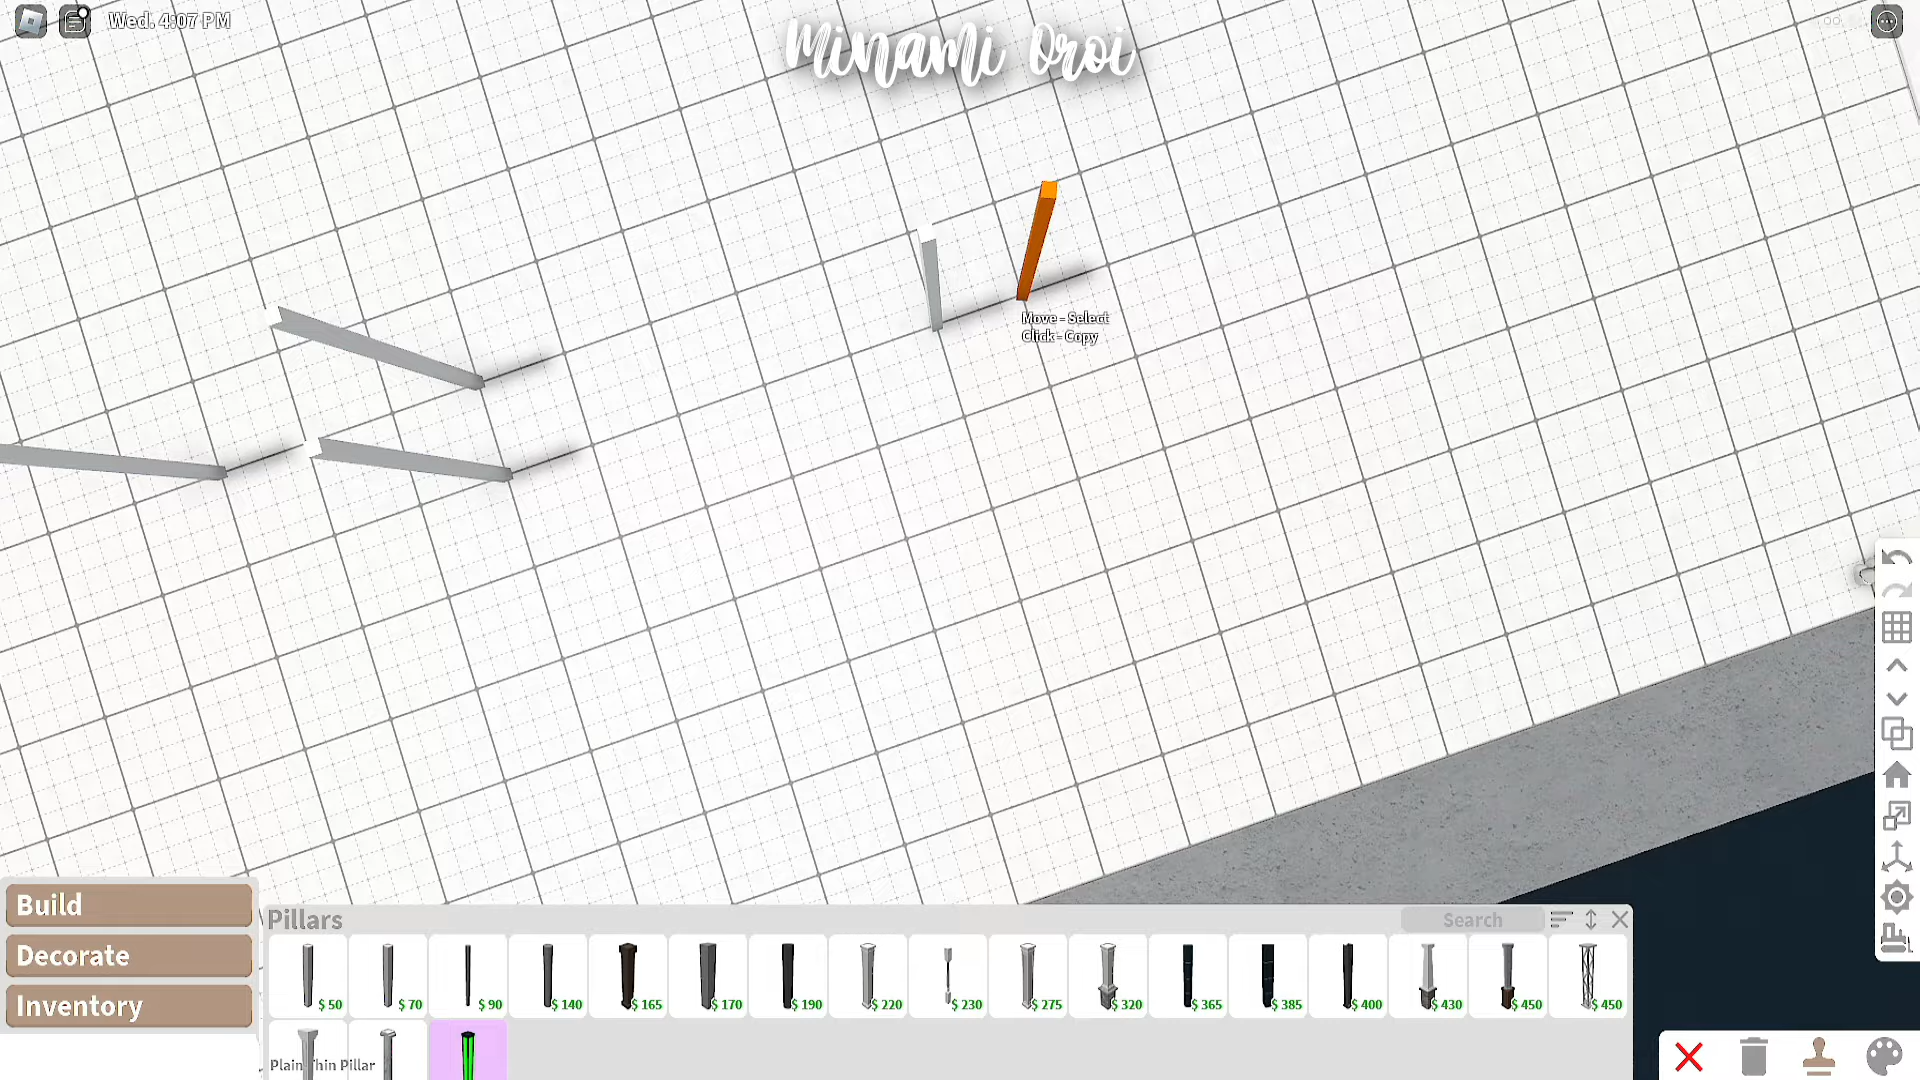 Wed. 4:07 PM
Minami Oroi
Move - Select
Click - Copy
Build
Decorate
Inventory
Pillars
Search
$ 50
$ 70
$ 90
$ 140
$ 165
$ 170
$ 190
$ 220
$ 230
$ 275
$ 320
$ 365
$ 385
$ 400
$ 430
$ 450
$ 450
Plain Thin Pillar